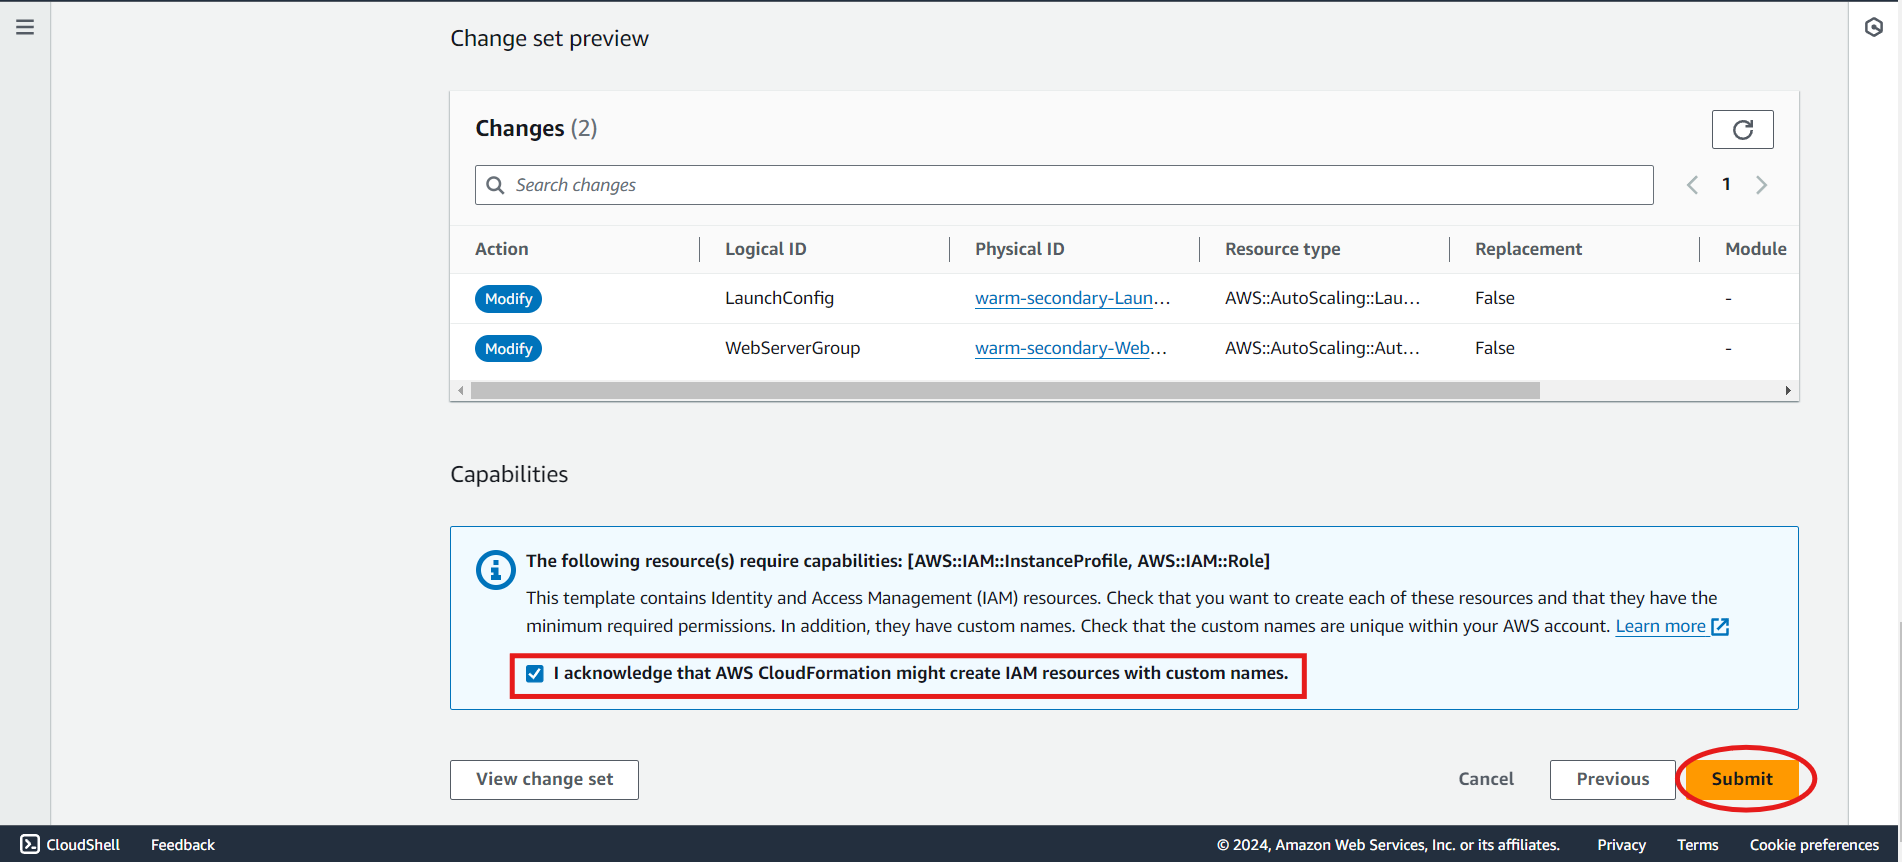 Change set preview
Changes (2)
Search changes
1
Action Logical ID Physical ID Resource type Replacement Module
Modify LaunchConfig warm-secondary-Laun... AWS::AutoScaling::Lau... False -
Modify WebServerGroup warm-secondary-Web... AWS::AutoScaling::Aut... False -
Capabilities
The following resource(s) require capabilities: [AWS::IAM::InstanceProfile, AWS::IAM::Role]
This template contains Identity and Access Management (IAM) resources. Check that you want to create each of these resources and that they have the
minimum required permissions. In addition, they have custom names. Check that the custom names are unique within your AWS account. Learn more
I acknowledge that AWS CloudFormation might create IAM resources with custom names.
View change set Cancel Previous Submit
CloudShell Feedback © 2024, Amazon Web Services, Inc. or its affiliates. Privacy Terms Cookie preferences